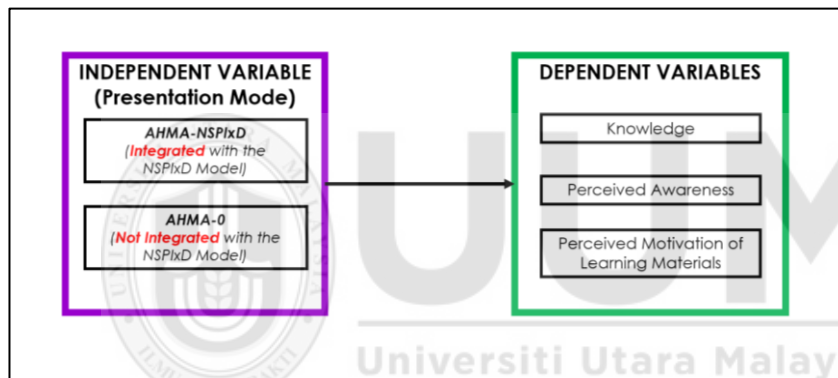 INDEPENDENT VARIABLE
(Presentation Mode)
AHMA-NSPIxD
(Integrated with the
NSPIxD Model)
AHMA-0
(Not Integrated with the
NSPIxD Model)
DEPENDENT VARIABLES
Knowledge
Perceived Awareness
Perceived Motivation of
Learning Materials
UUM
Universiti Utara Malay